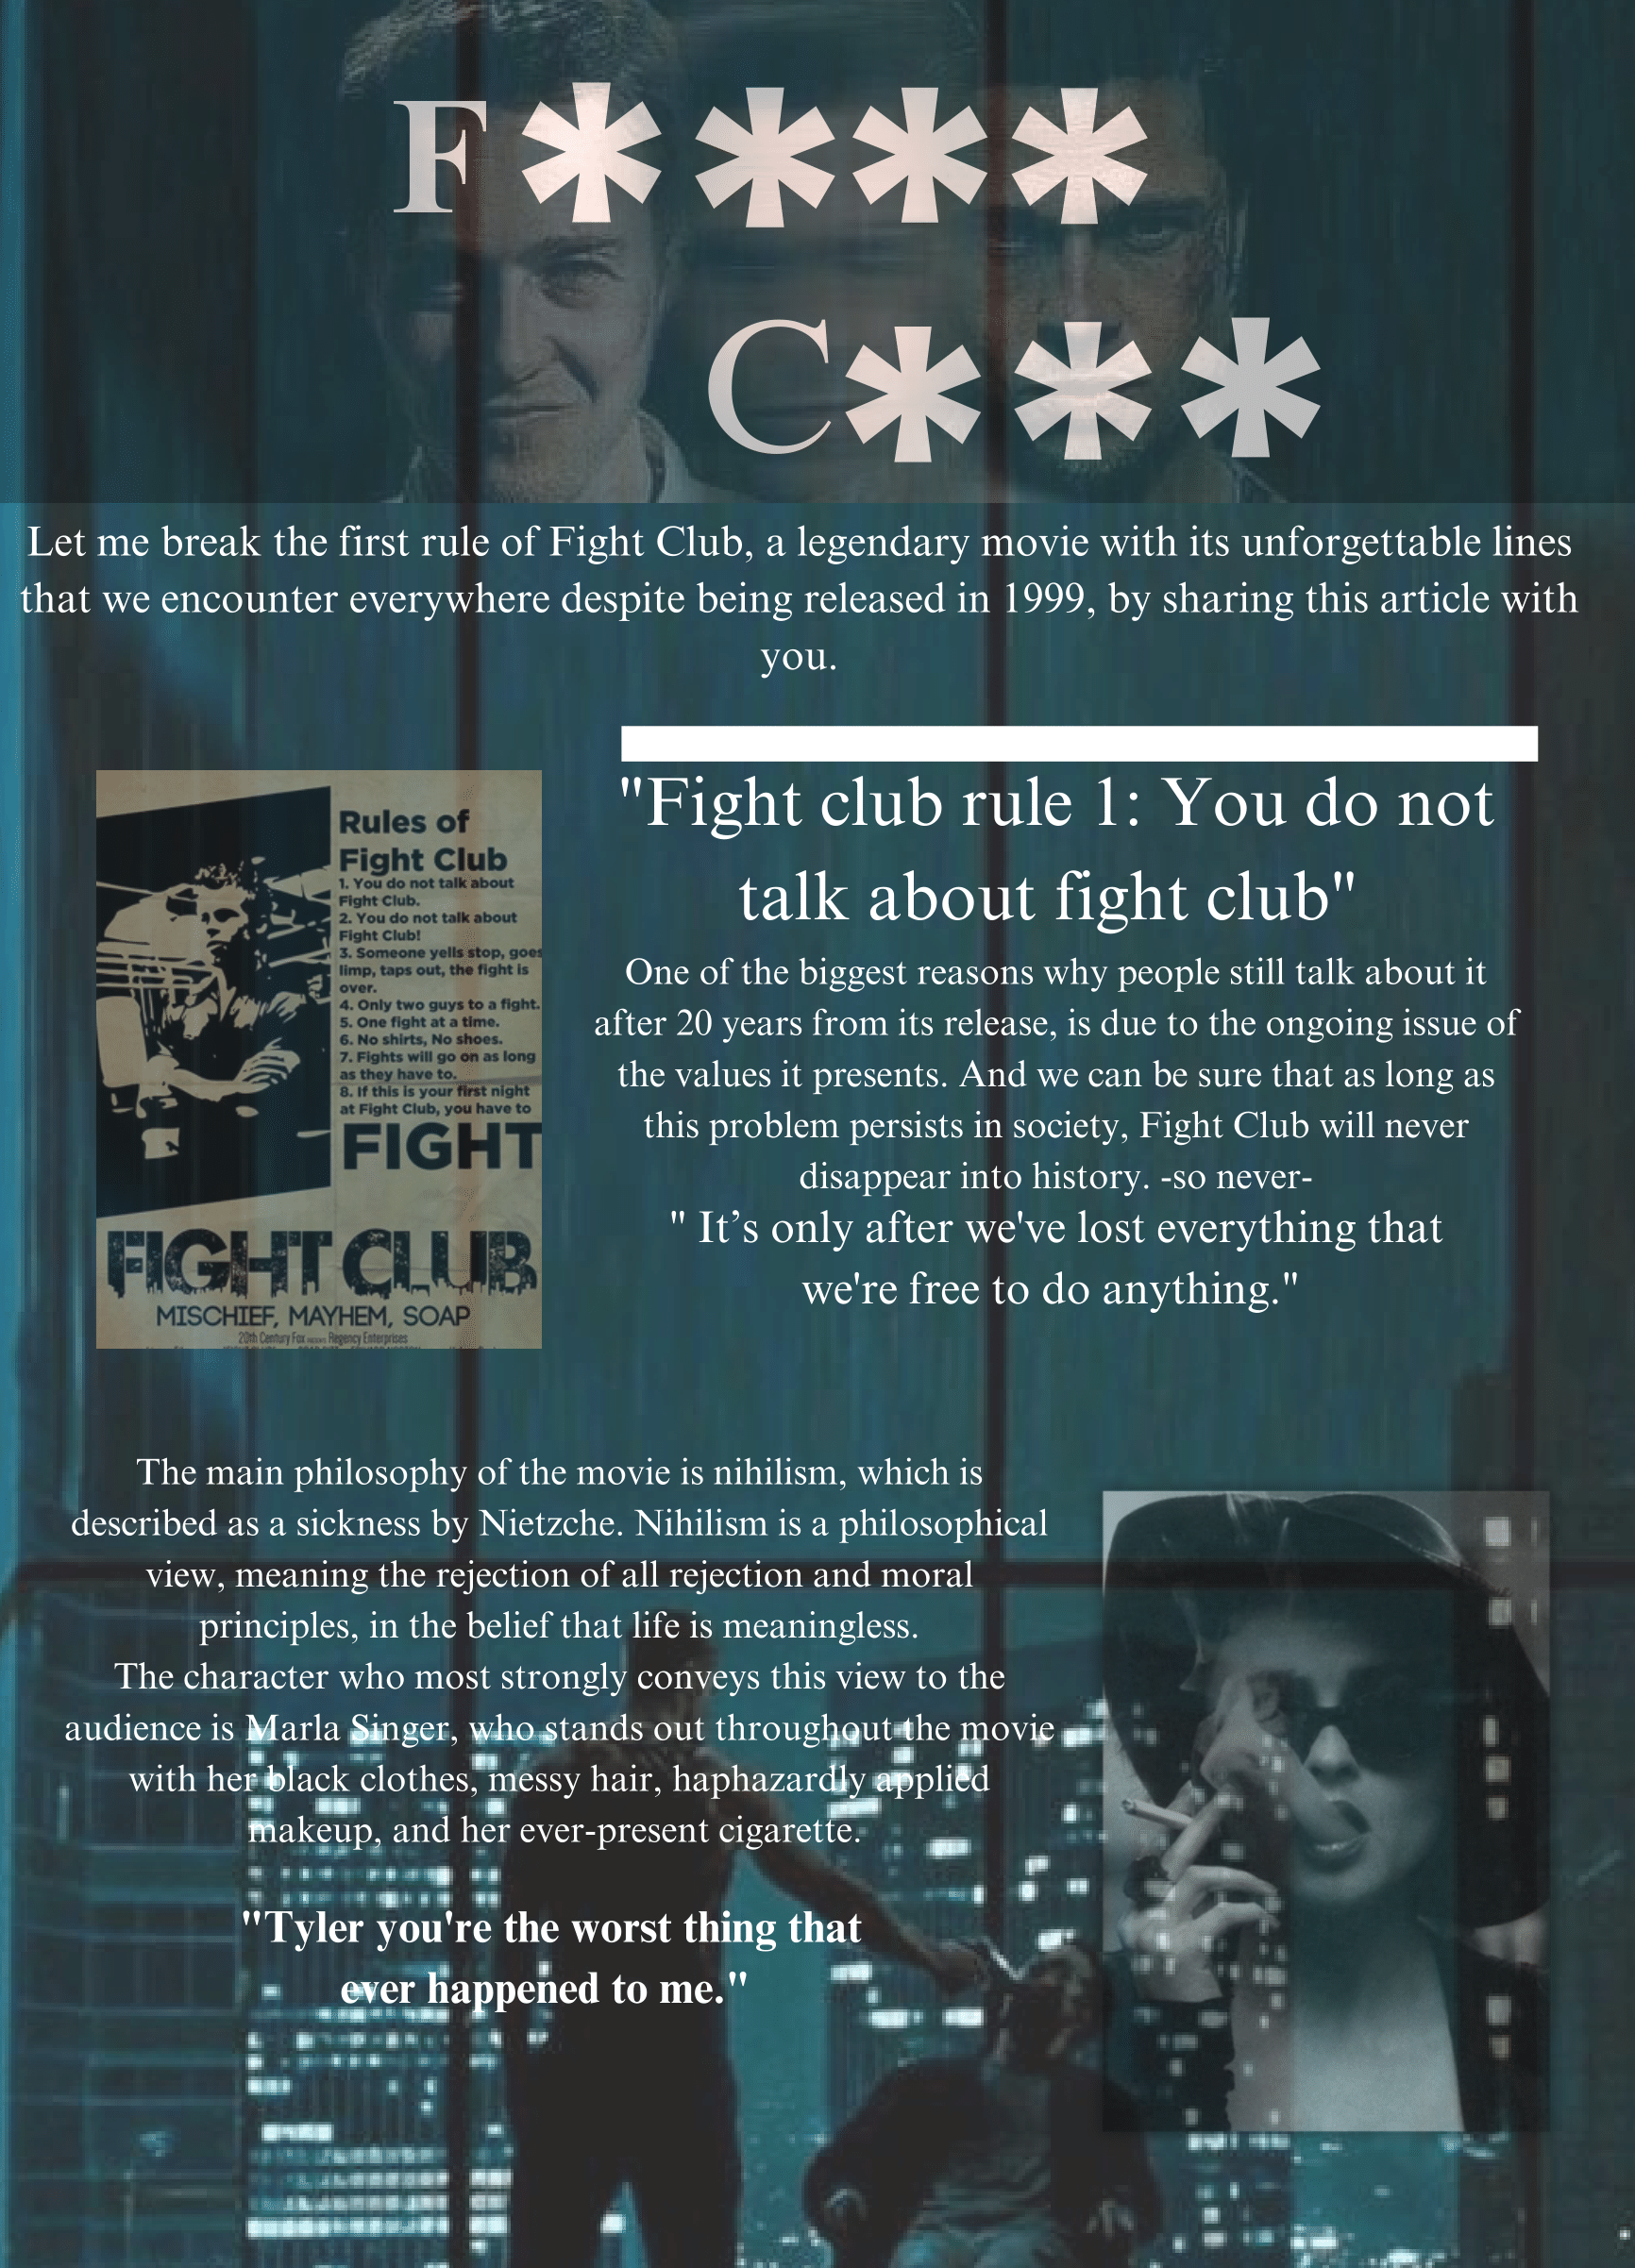 F****
C***
Let me break the first rule of Fight Club, a legendary movie with its unforgettable lines
that we encounter everywhere despite being released in 1999, by sharing this article with
you.
"Fight club rule 1: You do not
talk about fight club"
One of the biggest reasons why people still talk about it
after 20 years from its release, is due to the ongoing issue of
the values it presents. And we can be sure that as long as
this problem persists in society, Fight Club will never
disappear into history. -so never-
" It’s only after we've lost everything that
we're free to do anything."
Rules of
Fight Club
1. You do not talk about
Fight Club.
2. You do not talk about
Fight Club!
3. Someone yells stop, goes
limp, taps out, the fight is
over.
4. Only two guys to a fight.
5. One fight at a time.
6. No shirts, No shoes.
7. Fights will go on as long
as they have to.
8. If this is your first night
at Fight Club, you have to
FIGHT
FIGHT CLUB
MISCHIEF, MAYHEM, SOAP
20th Century Fox Regency Enterprises
The main philosophy of the movie is nihilism, which is
described as a sickness by Nietzche. Nihilism is a philosophical
view, meaning the rejection of all rejection and moral
principles, in the belief that life is meaningless.
The character who most strongly conveys this view to the
audience is Marla Singer, who stands out throughout the movie
with her black clothes, messy hair, haphazardly applied
makeup, and her ever-present cigarette.
"Tyler you're the worst thing that
ever happened to me."